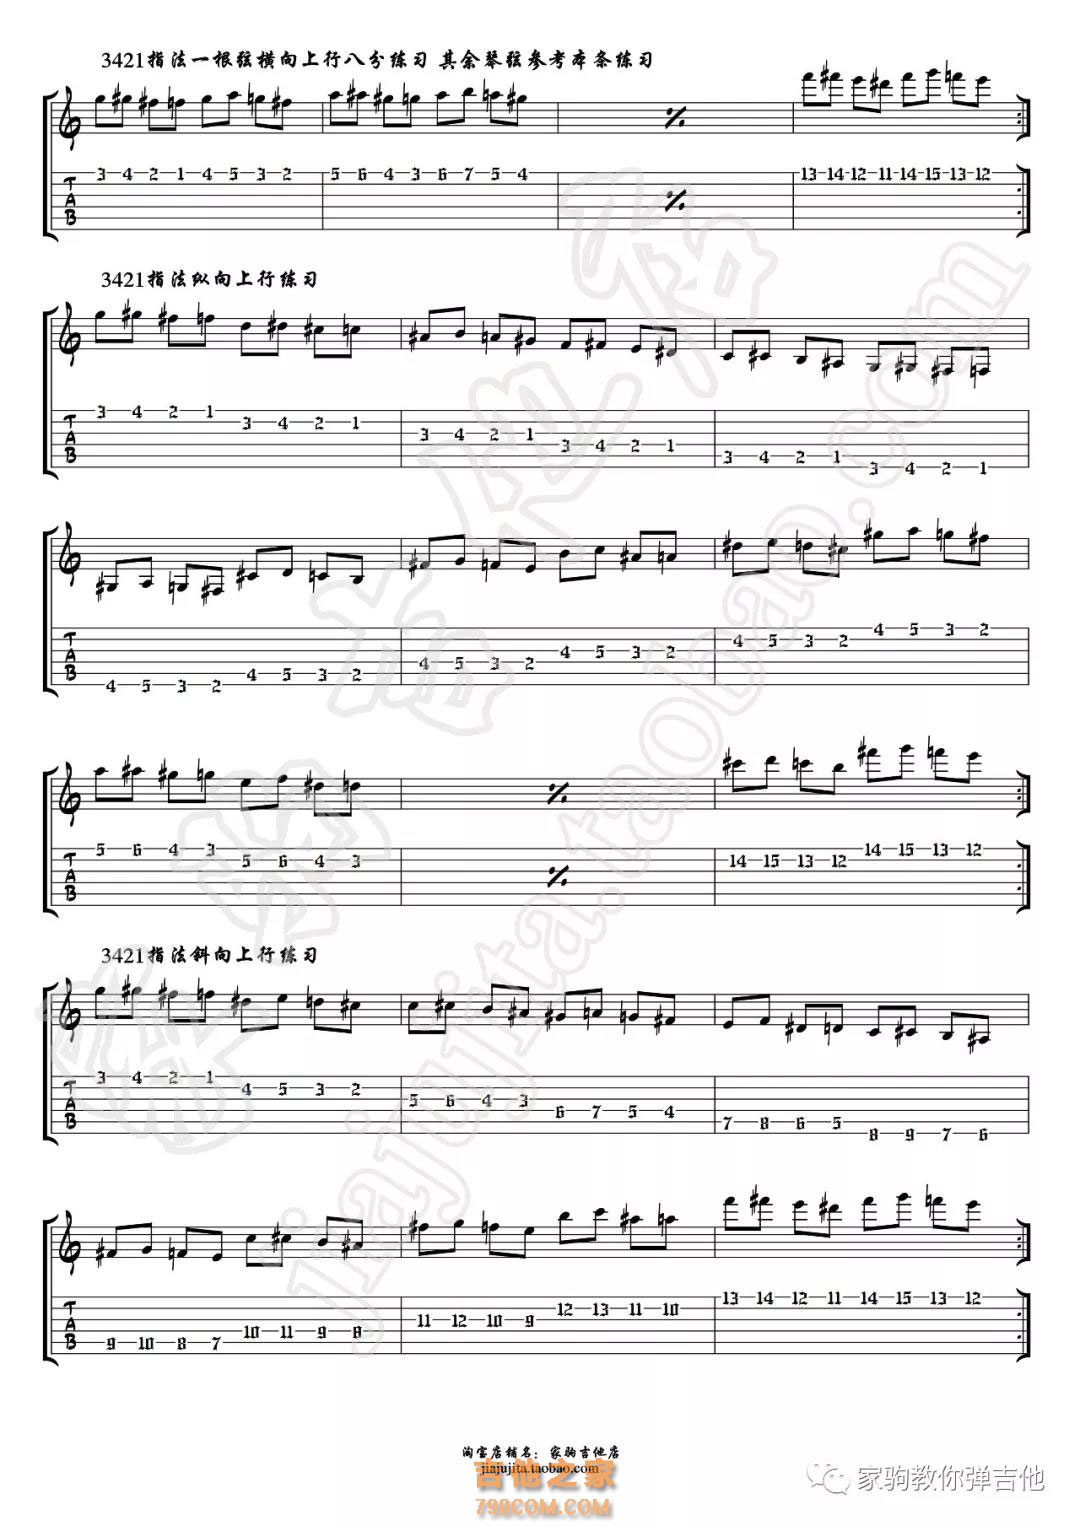 3421指法一根弦横向上行八分练习 其余琴弦参考本条练习
T A B
3 4 2 1 4 5 3 2 5 6 4 3 6 7 5 4 13 14 12 11 14 15 13 12
3421指法纵向上行练习
T A B
3 4 2 1 3 4 2 1 3 4 2 1 3 4 2 1 3 4 2 1 3 4 2 1
T A B
4 5 3 2 4 5 3 2 4 5 3 2 4 5 3 2 4 5 3 2 4 5 3 2
T A B
5 6 4 3 5 6 4 3 14 15 13 12 14 15 13 12
3421指法斜向上行练习
T A B
3 4 2 1 4 5 3 2 5 6 4 3 6 7 5 4 7 8 6 5 8 9 7 6
T A B
9 10 8 7 10 11 9 8 11 12 10 9 12 13 11 10 13 14 12 11 14 15 13 12
家驹吉他店
jiajujita.taobao.com
淘宝店铺名：家驹吉他店
jiajujita.taobao.com
吉他之家
798COM.COM
家驹教你弹吉他